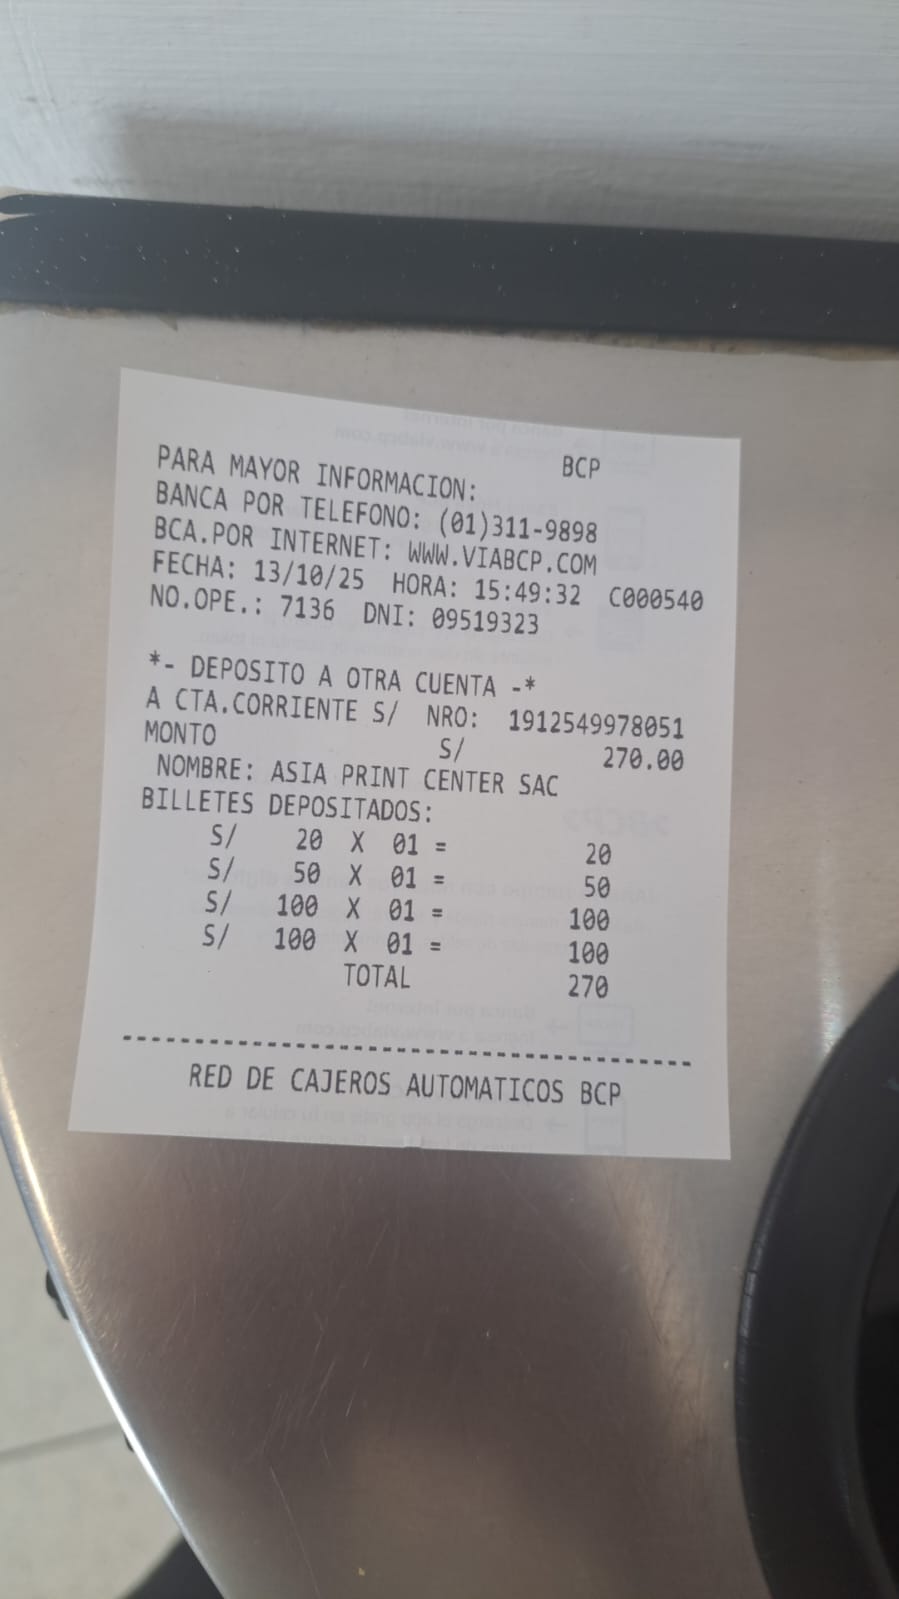 BCP
PARA MAYOR INFORMACION:
BANCA POR TELEFONO: (01)311-9898
BCA.POR INTERNET: WWW.VIABCP.COM
FECHA: 13/10/25 HORA: 15:49:32 C000540
NO.OPE.: 7136 DNI: 09519323
*- DEPOSITO A OTRA CUENTA -*
A CTA.CORRIENTE S/ NRO: 1912549978051
MONTO S/ 270.00
NOMBRE: ASIA PRINT CENTER SAC
BILLETES DEPOSITADOS:
S/ 20 X 01 = 20
S/ 50 X 01 = 50
S/ 100 X 01 = 100
S/ 100 X 01 = 100
TOTAL 270
RED DE CAJEROS AUTOMATICOS BCP